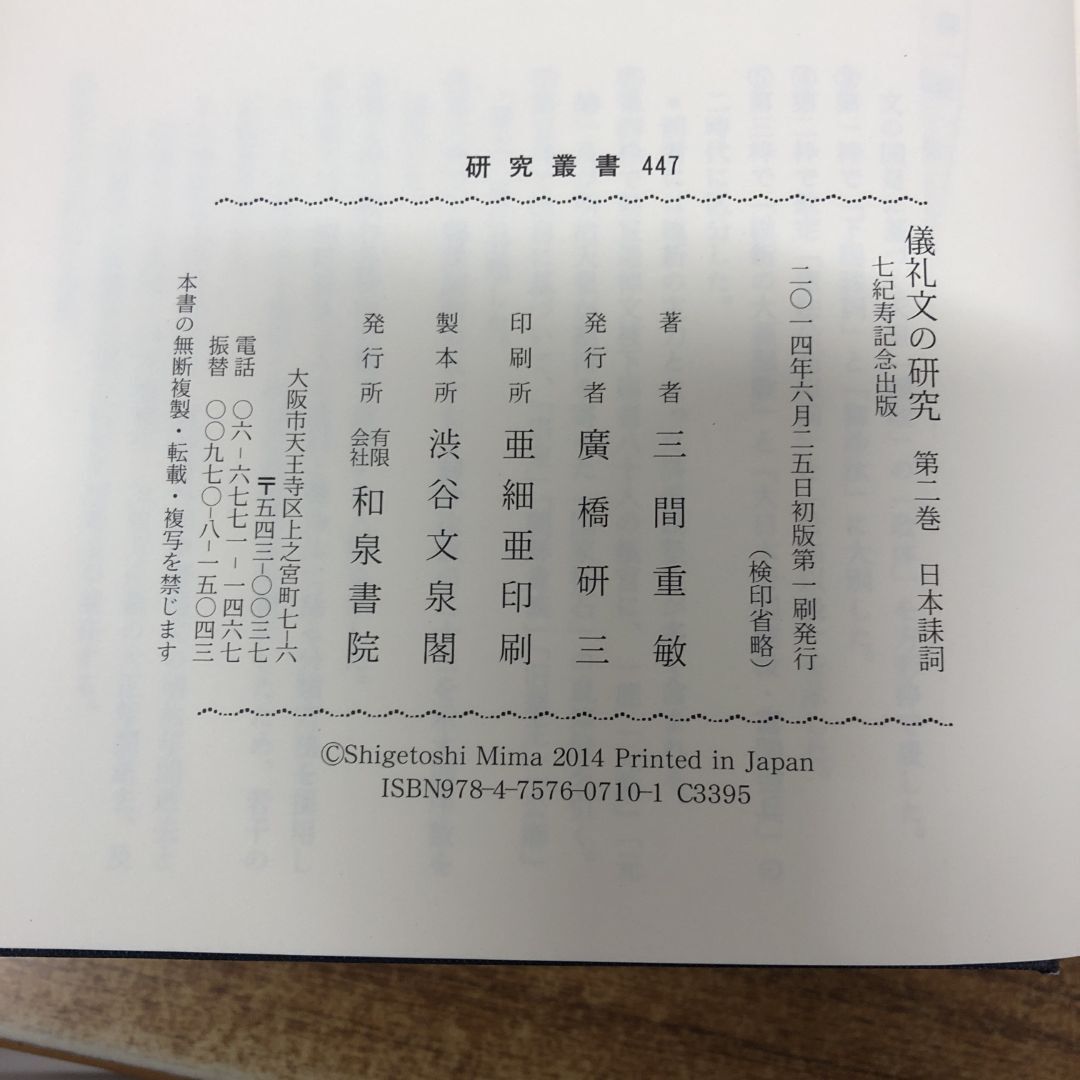 研究叢書 447
儀礼文の研究 第二巻 日本誄詞
七紀寿記念出版
二〇一四年六月二五日初版第一刷発行
（検印省略）
著者 三間重敏
発行者 廣橋研三
印刷所 亜細亜印刷
製本所 渋谷文泉閣
発行所 有限会社 和泉書院
大阪市天王寺区上之宮町七−六
〒五四三−〇〇三七
電話 〇六−六七七一−一四六七
振替 〇〇九七〇−八−一五〇四三
本書の無断複製・転載・複写を禁じます
©Shigetoshi Mima 2014 Printed in Japan
ISBN978-4-7576-0710-1 C3395